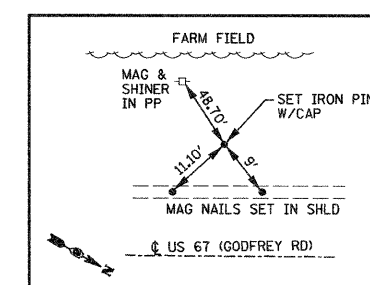 FARM FIELD
MAG &
SHINER
IN PP
48.70'
SET IRON PIN
W/CAP
11.10'
9'
MAG NAILS SET IN SHLD
N
℄ US 67 (GODFREY RD)